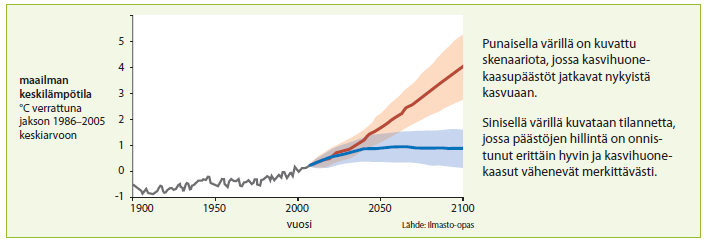 maailman
keskilämpötila
°C verrattuna
jakson 1986–2005
keskiarvoon
5
4
3
2
1
0
-1
1900
1950
2000
2050
2100
vuosi
Lähde: Ilmasto-opas
Punaisella värillä on kuvattu
skenaariota, jossa kasvihuone-
kaasupäästöt jatkavat nykyistä
kasvuaan.
Sinisellä värillä kuvataan tilannetta,
jossa päästöjen hillintä on onnis-
tunut erittäin hyvin ja kasvihuone-
kaasut vähenevät merkittävästi.